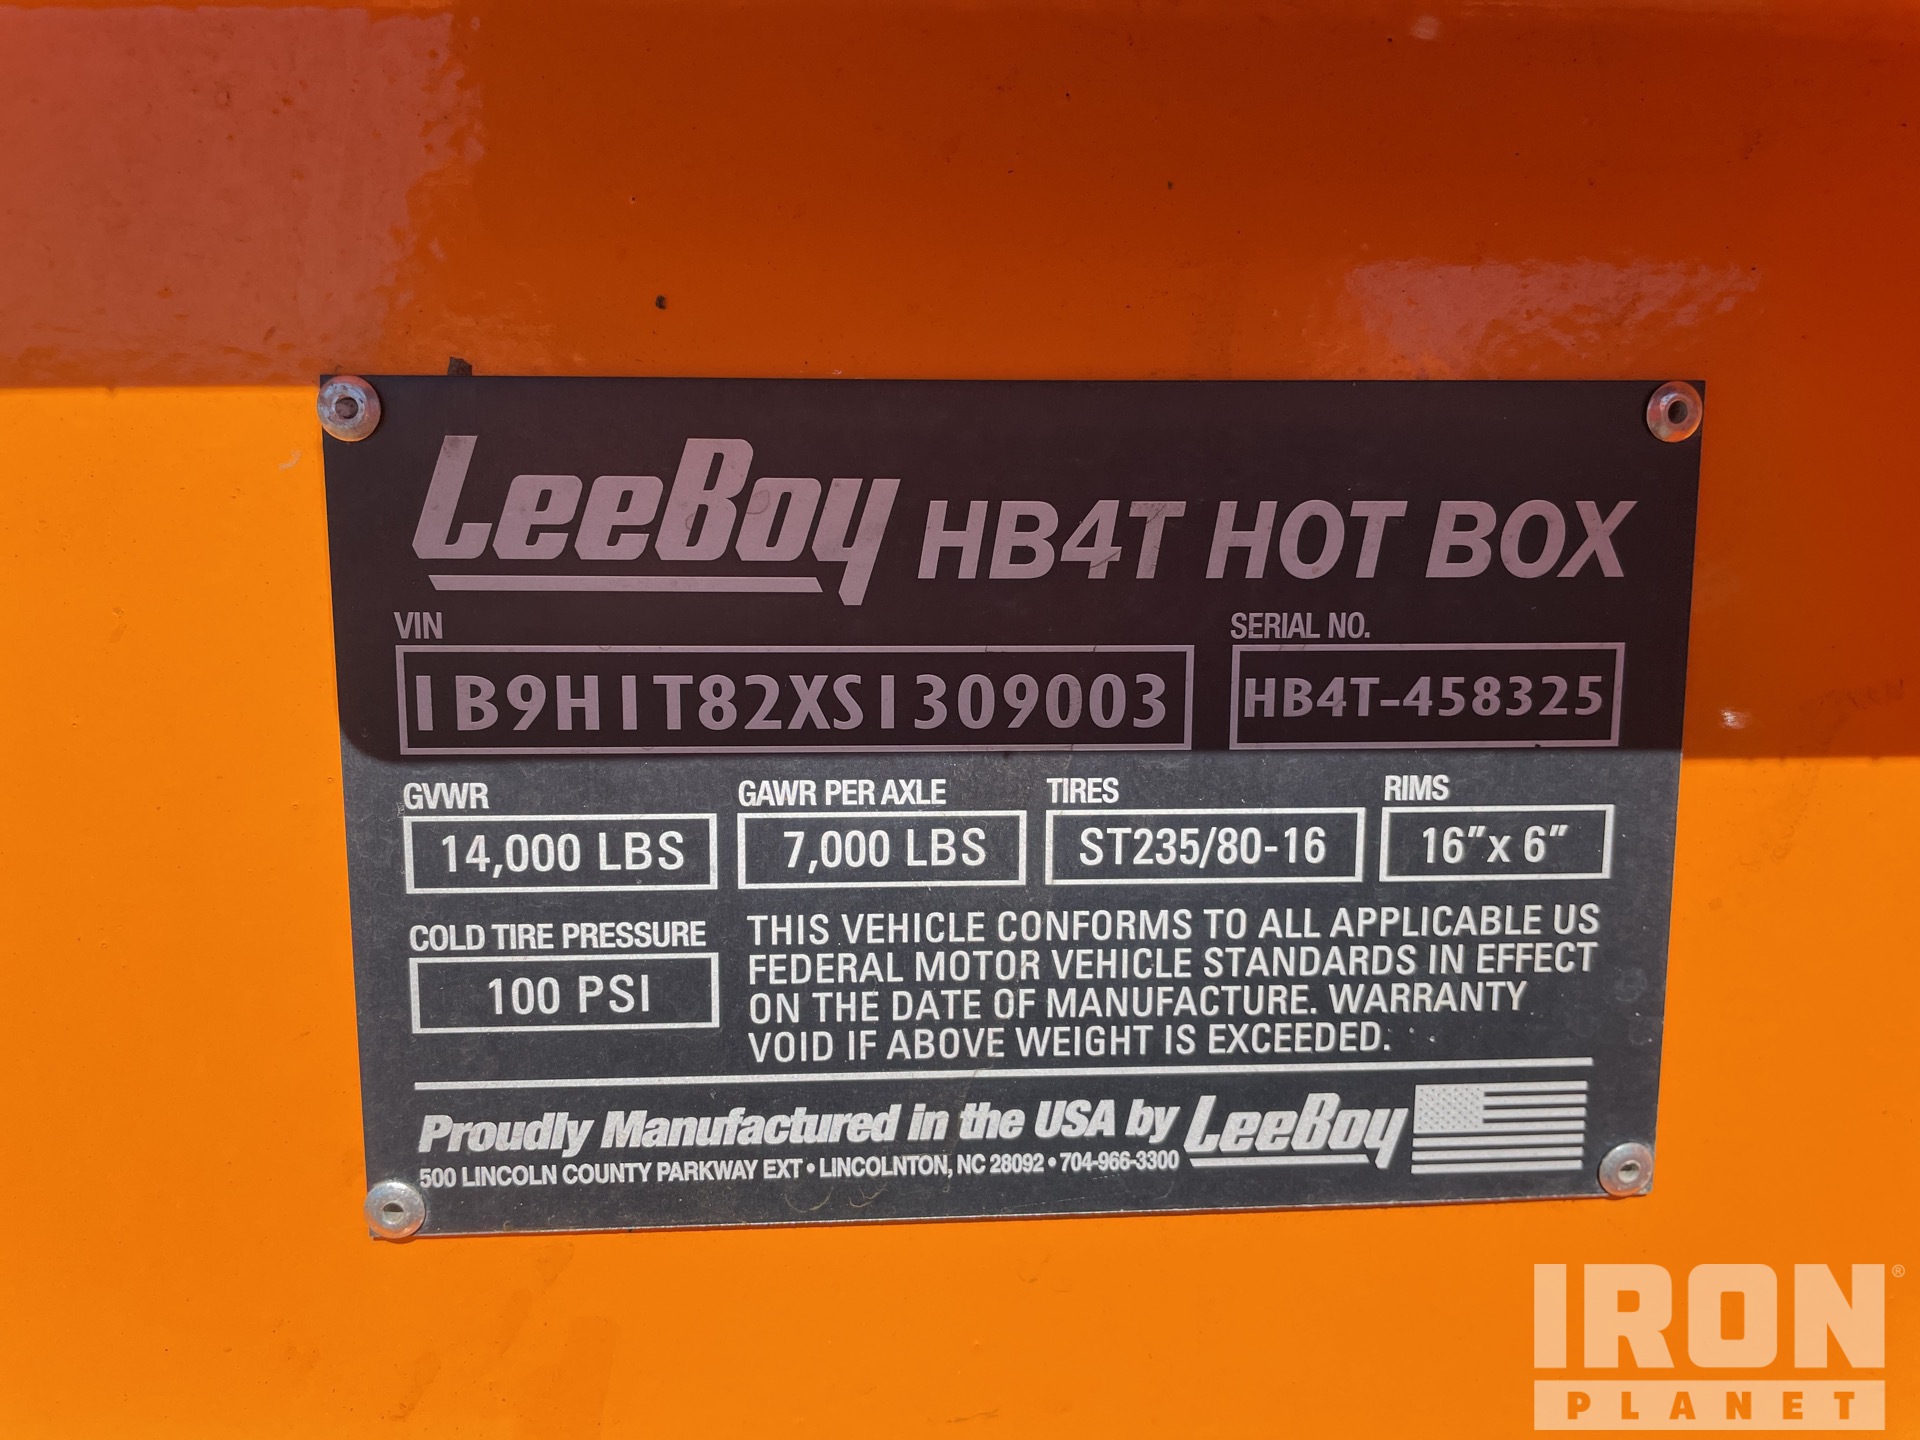 LeeBoy HB4T HOT BOX
VIN SERIAL NO.
1B9H1T82XS1309003 HB4T-458325
GVWR GAWR PER AXLE TIRES RIMS
14,000 LBS 7,000 LBS ST235/80-16 16"x 6"
COLD TIRE PRESSURE
100 PSI
THIS VEHICLE CONFORMS TO ALL APPLICABLE US
FEDERAL MOTOR VEHICLE STANDARDS IN EFFECT
ON THE DATE OF MANUFACTURE. WARRANTY
VOID IF ABOVE WEIGHT IS EXCEEDED.
Proudly Manufactured in the USA by LeeBoy
500 LINCOLN COUNTY PARKWAY EXT • LINCOLNTON, NC 28092 • 704-966-3300
IRON®
PLANET